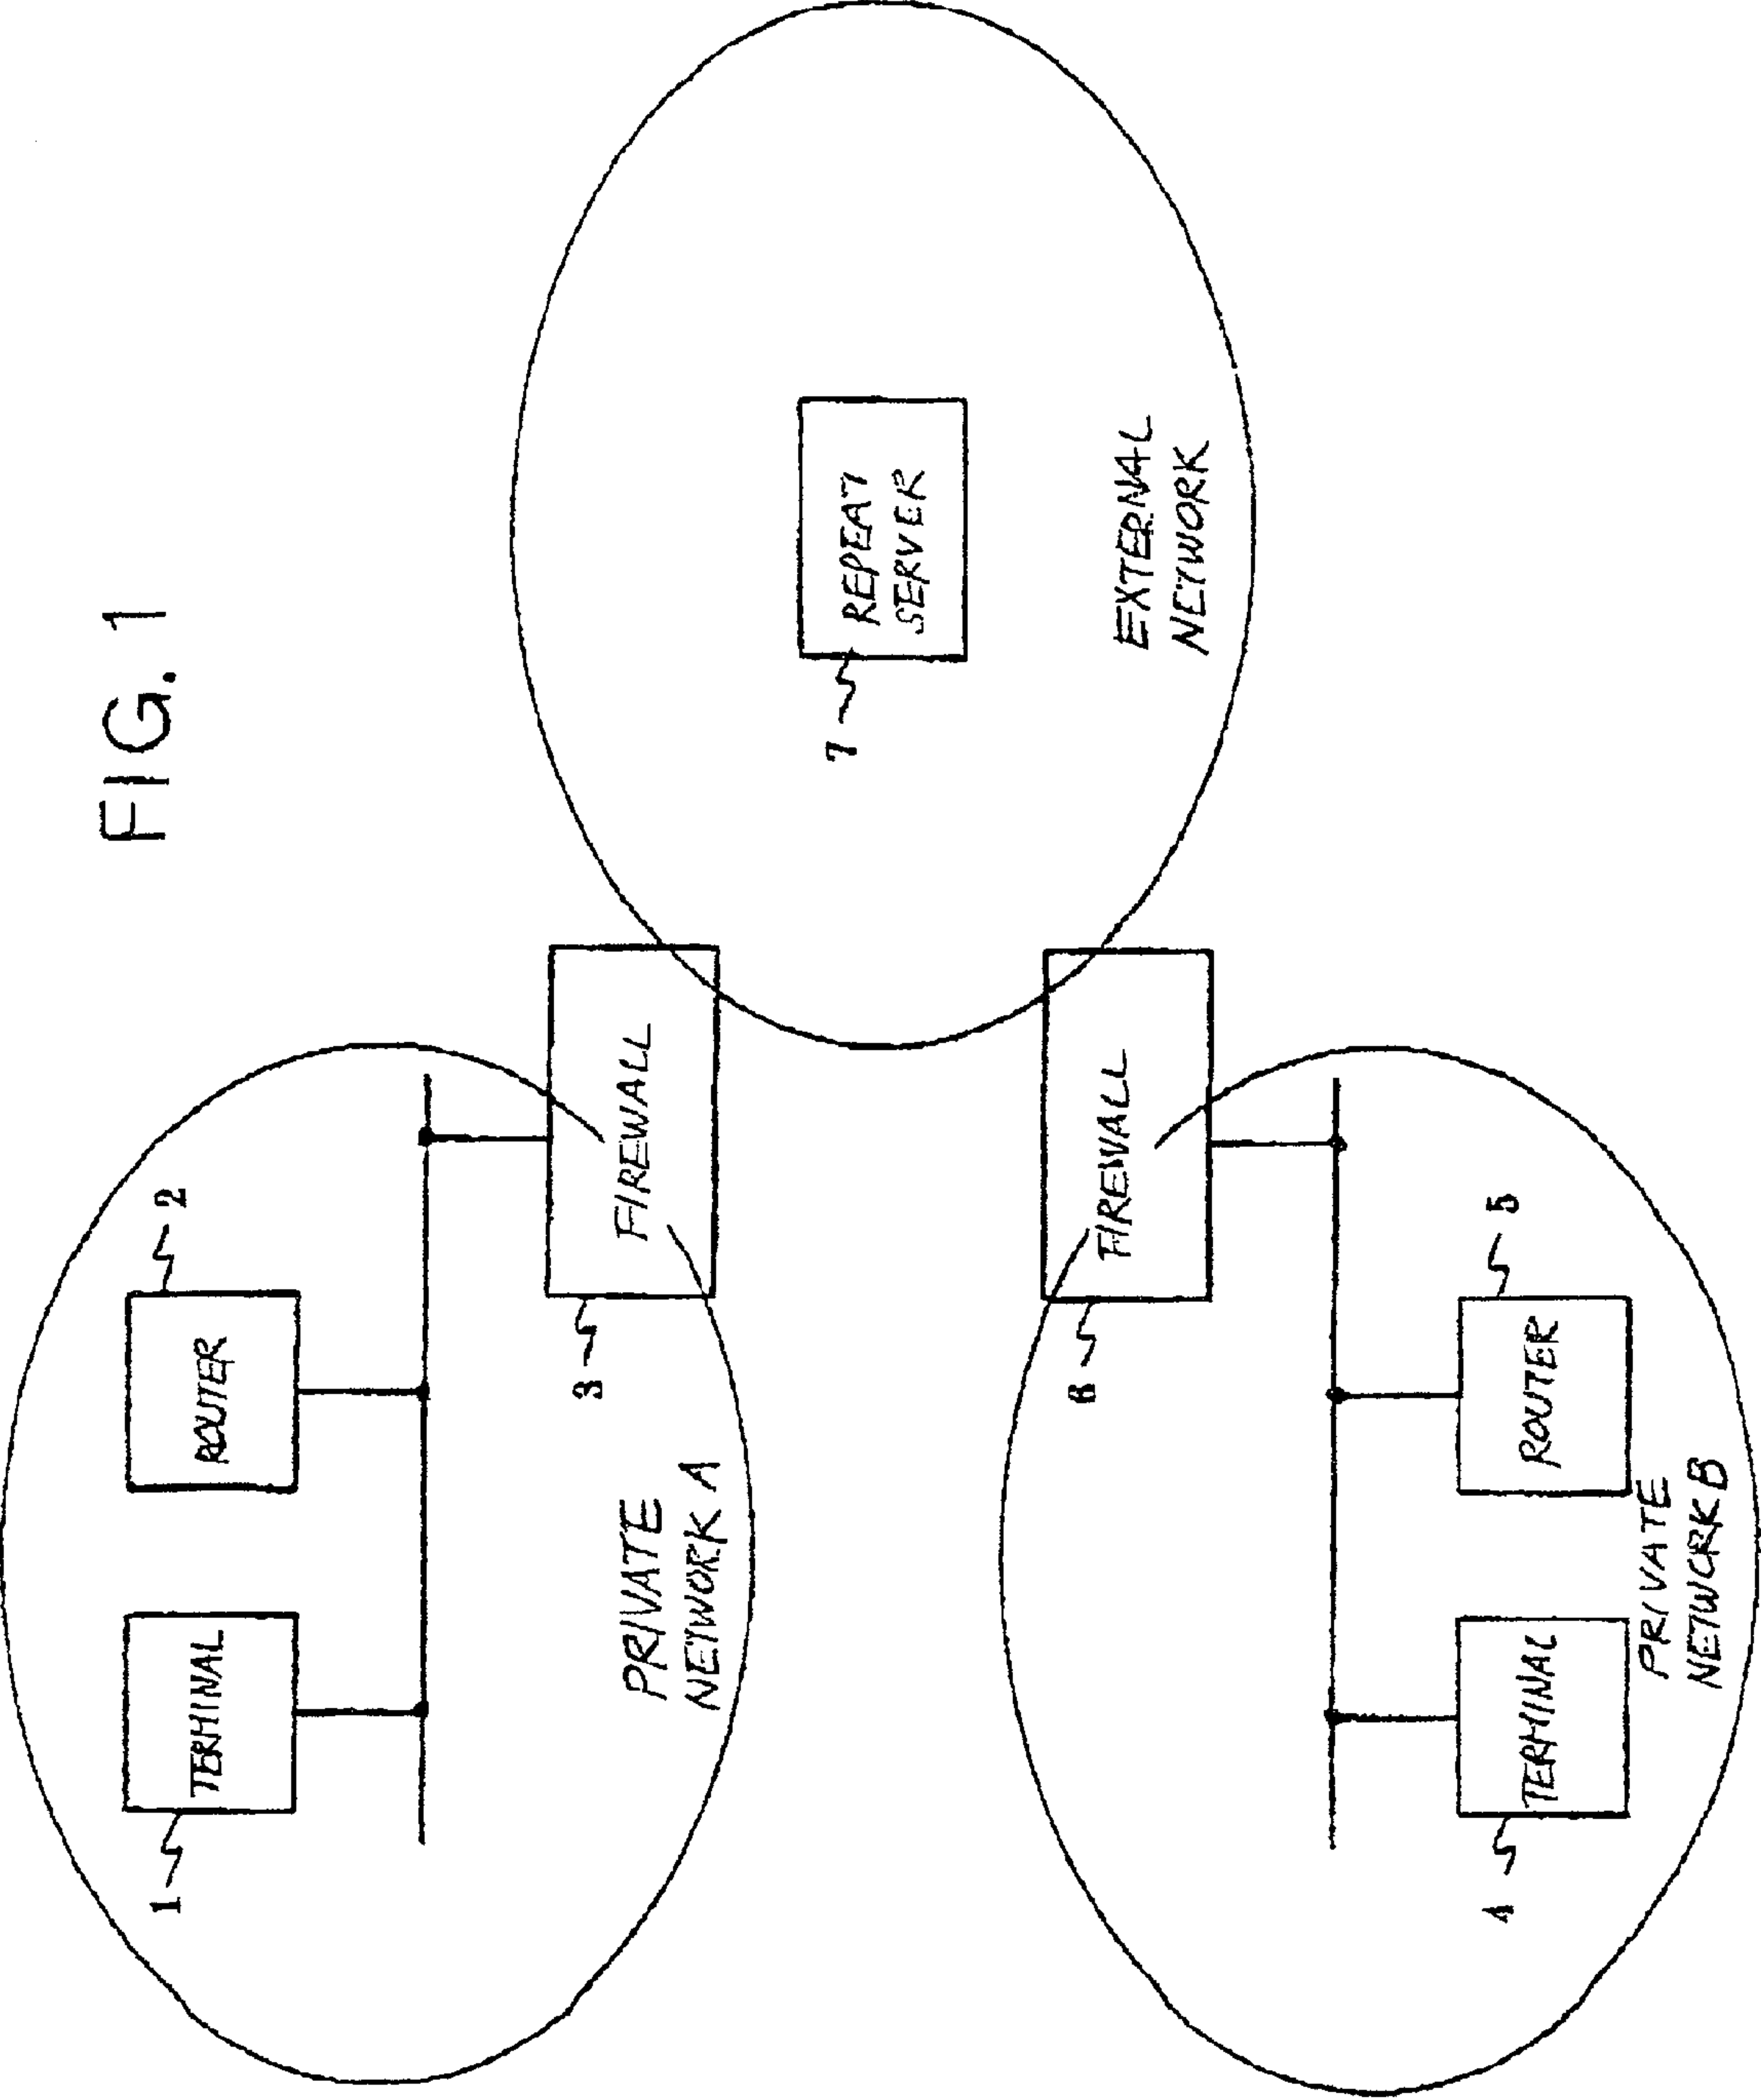 FIG. 1
1
TERMINAL
2
ROUTER
3
FIREWALL
PRIVATE
NETWORK A
7
REPEAT
SERVER
EXTERNAL
NETWORK
6
FIREWALL
4
TERMINAL
5
ROUTER
PRIVATE
NETWORK B